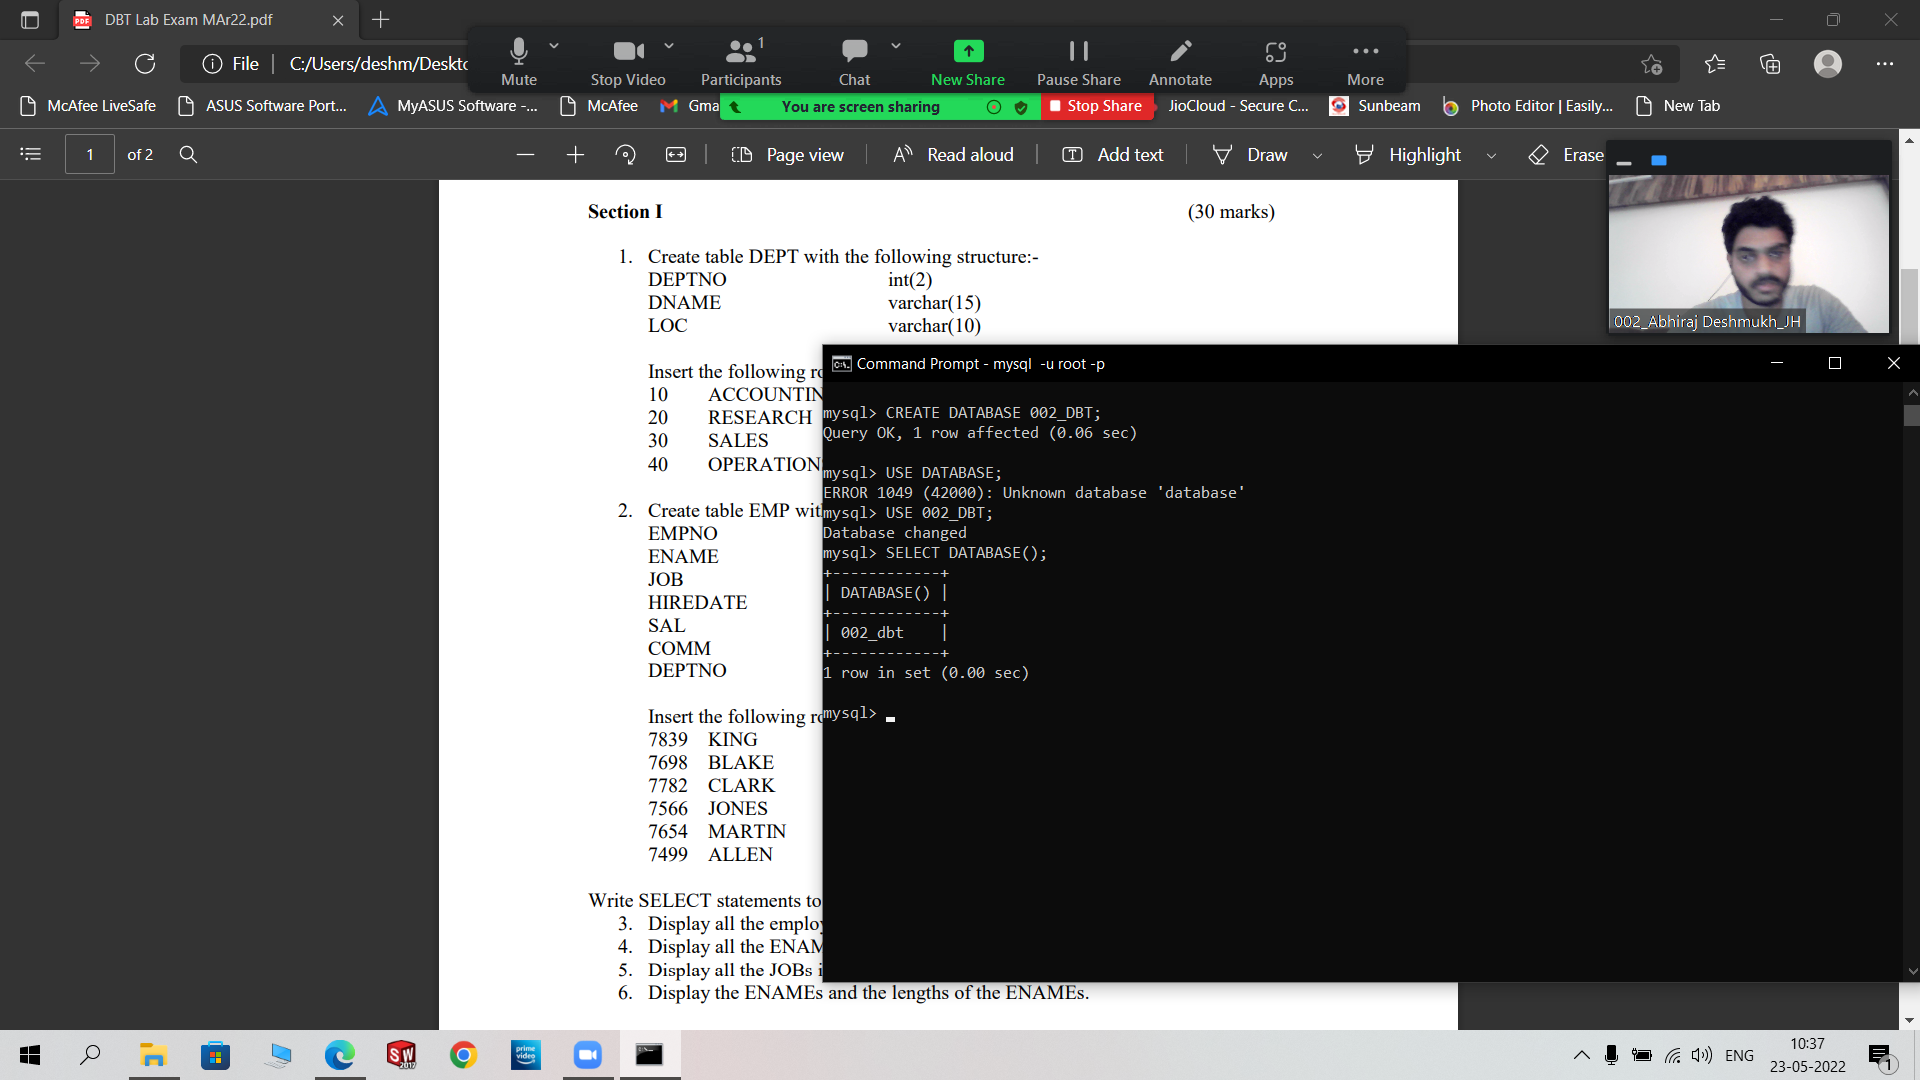 DBT Lab Exam MAr22.pdf
File
C:/Users/deshm/Deskto
Mute
Stop Video
1
Participants
Chat
New Share
Pause Share
Annotate
Apps
More
McAfee LiveSafe
ASUS Software Port...
MyASUS Software -...
McAfee
Gma
You are screen sharing
Stop Share
JioCloud - Secure C...
Sunbeam
Photo Editor | Easily,...
New Tab
1 of 2
Page view
Read aloud
Add text
Draw
Highlight
Erase
002_Abhiraj Deshmukh_JH
Section I (30 marks)
1. Create table DEPT with the following structure:-
DEPTNO int(2)
DNAME varchar(15)
LOC varchar(10)
Insert the following ro
10 ACCOUNTIN
20 RESEARCH
30 SALES
40 OPERATION
2. Create table EMP wit
EMPNO
ENAME
JOB
HIREDATE
SAL
COMM
DEPTNO
Insert the following ro
7839 KING
7698 BLAKE
7782 CLARK
7566 JONES
7654 MARTIN
7499 ALLEN
Write SELECT statements to
3. Display all the employ
4. Display all the ENAM
5. Display all the JOBs i
6. Display the ENAMEs and the lengths of the ENAMEs.
Command Prompt - mysql -u root -p
mysql> CREATE DATABASE 002_DBT;
Query OK, 1 row affected (0.06 sec)
mysql> USE DATABASE;
ERROR 1049 (42000): Unknown database 'database'
mysql> USE 002_DBT;
Database changed
mysql> SELECT DATABASE();
+------------+
| DATABASE() |
+------------+
| 002_dbt    |
+------------+
1 row in set (0.00 sec)
mysql>
SW
2017
prime video
ENG
10:37
23-05-2022
1